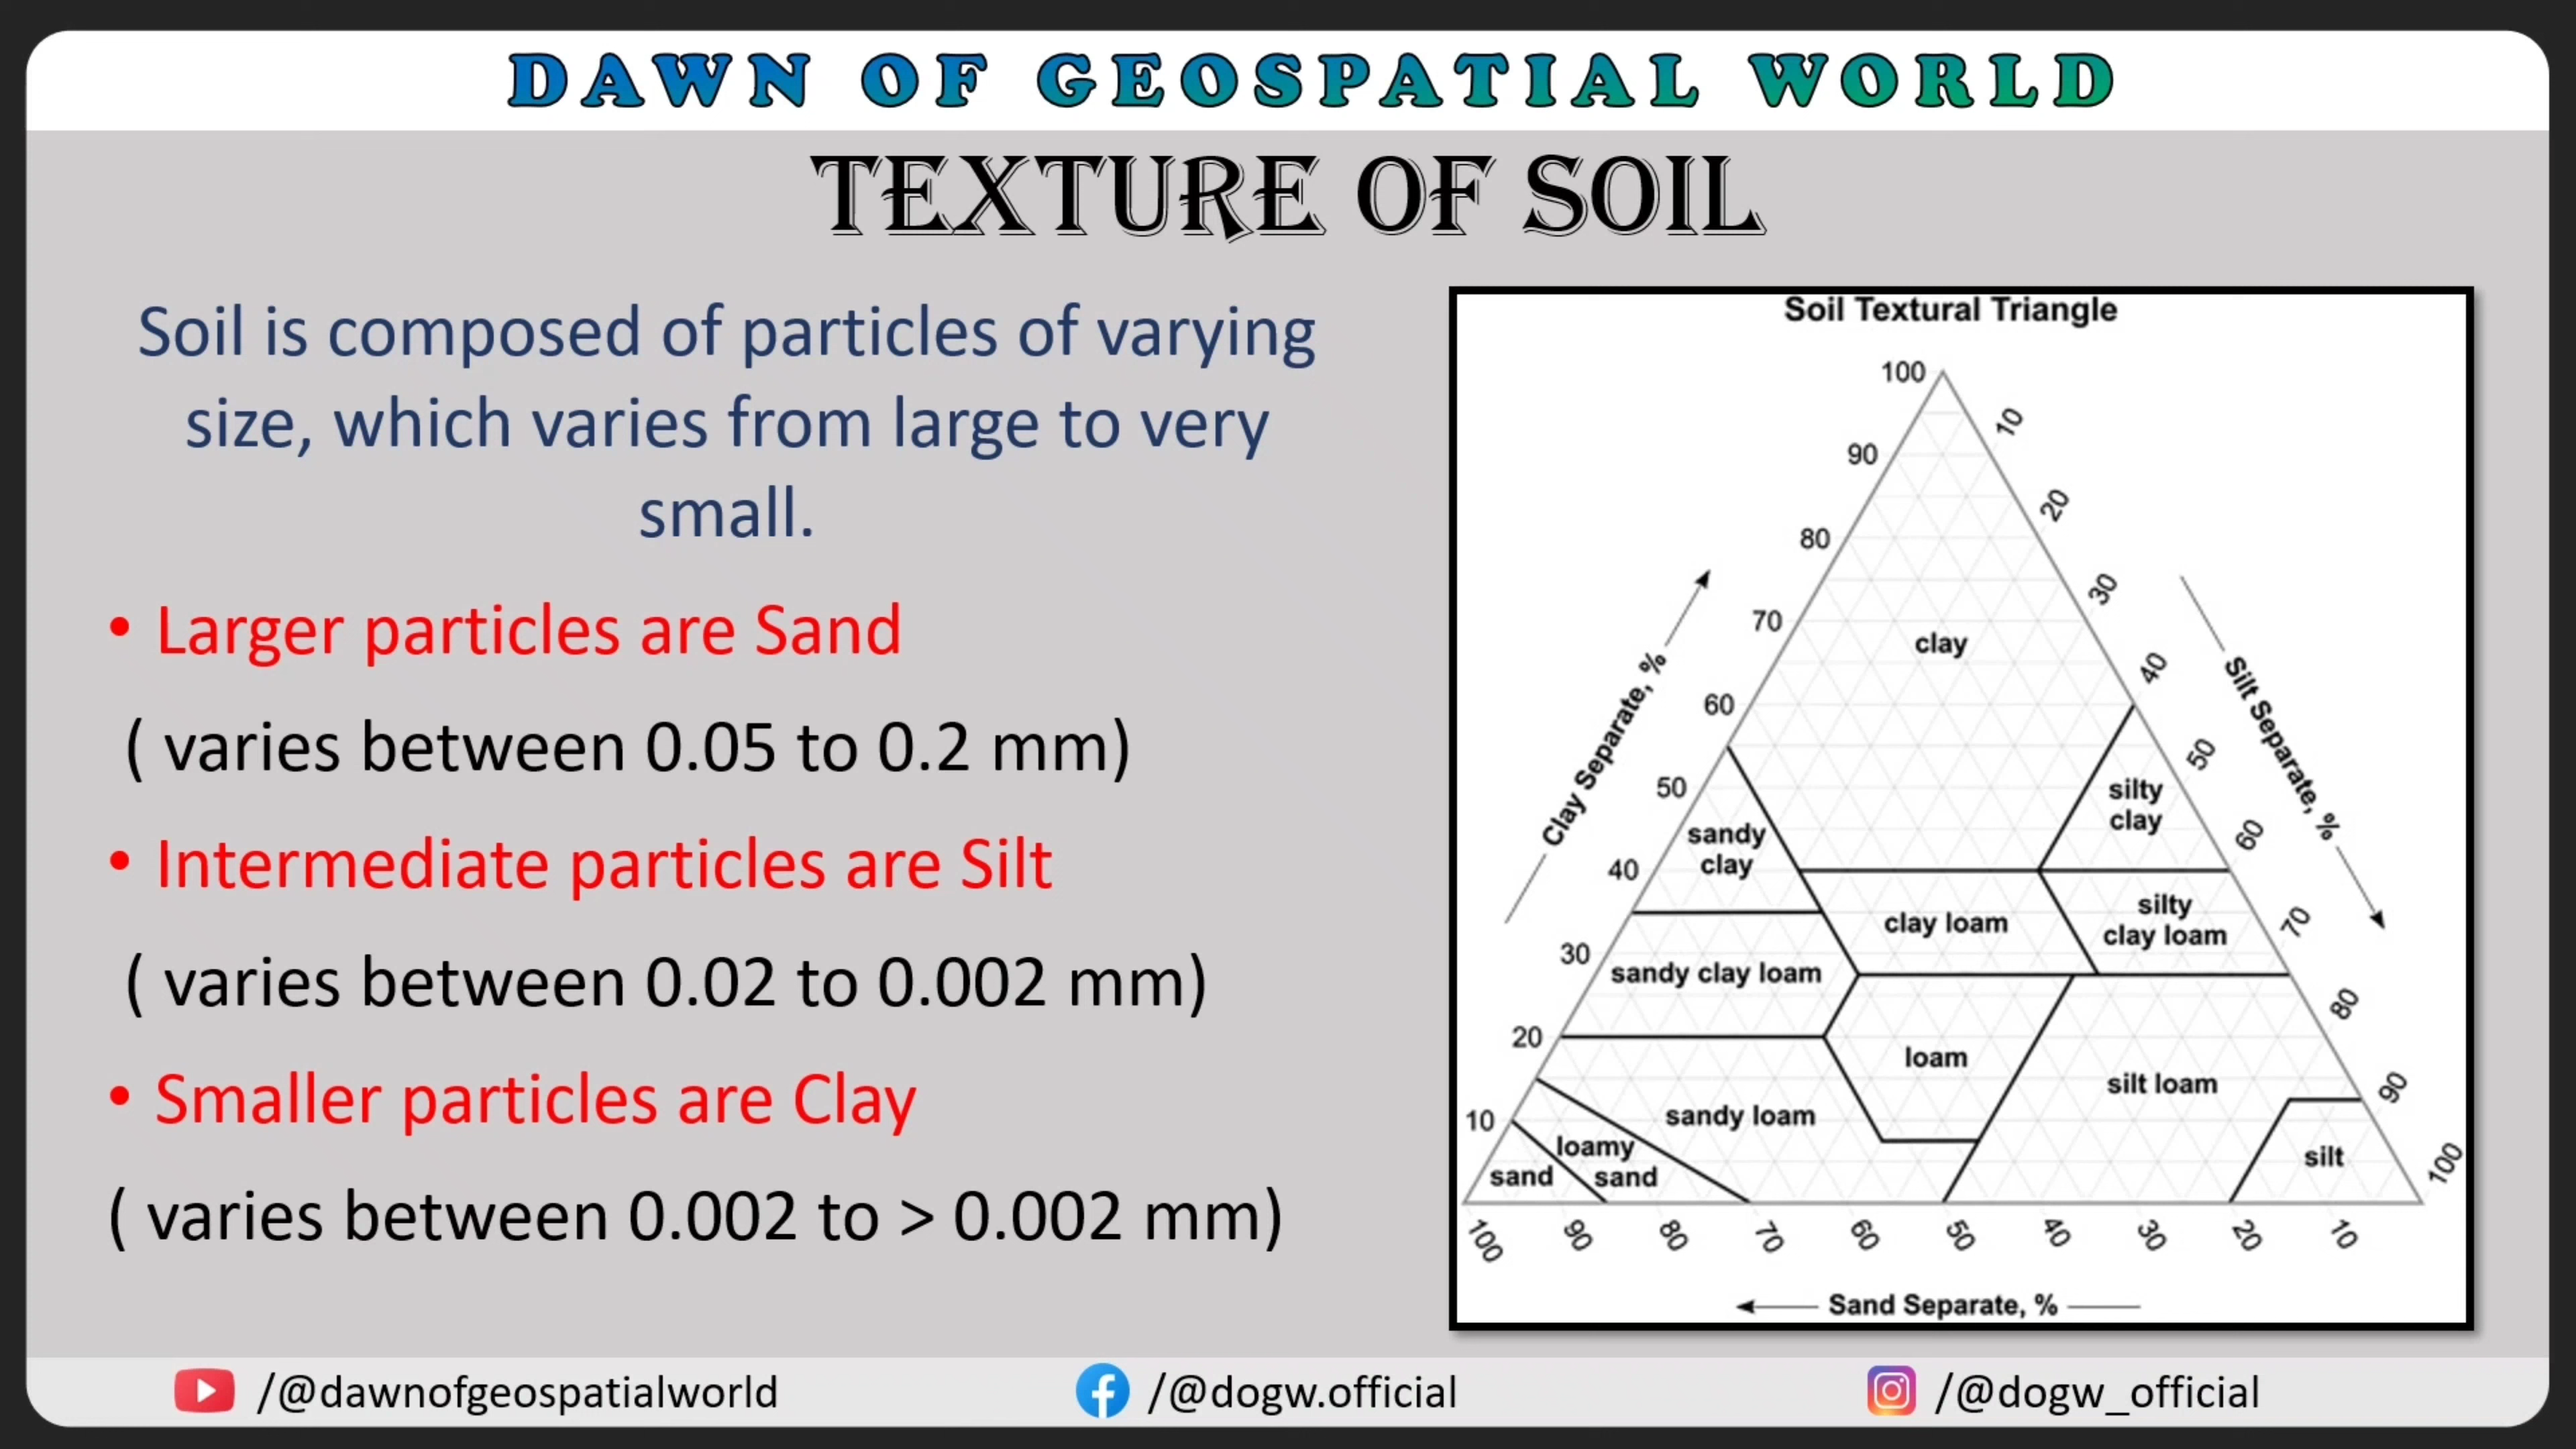 DAWN OF GEOSPATIAL WORLD
TEXTURE OF SOIL
Soil is composed of particles of varying
size, which varies from large to very
small.
• Larger particles are Sand
( varies between 0.05 to 0.2 mm)
• Intermediate particles are Silt
( varies between 0.02 to 0.002 mm)
• Smaller particles are Clay
( varies between 0.002 to > 0.002 mm)
Soil Textural Triangle
Clay Separate, %
100
90
80
70
60
50
40
30
20
10
Silt Separate, %
10
20
30
40
50
60
70
80
90
100
clay
silty
clay
sandy
clay
clay loam
silty
clay loam
sandy clay loam
loam
silt loam
sandy loam
loamy
sand
sand
silt
100
90
80
70
60
50
40
30
20
10
Sand Separate, %
/@dawnofgeospatialworld
/@dogw.official
/@dogw_official